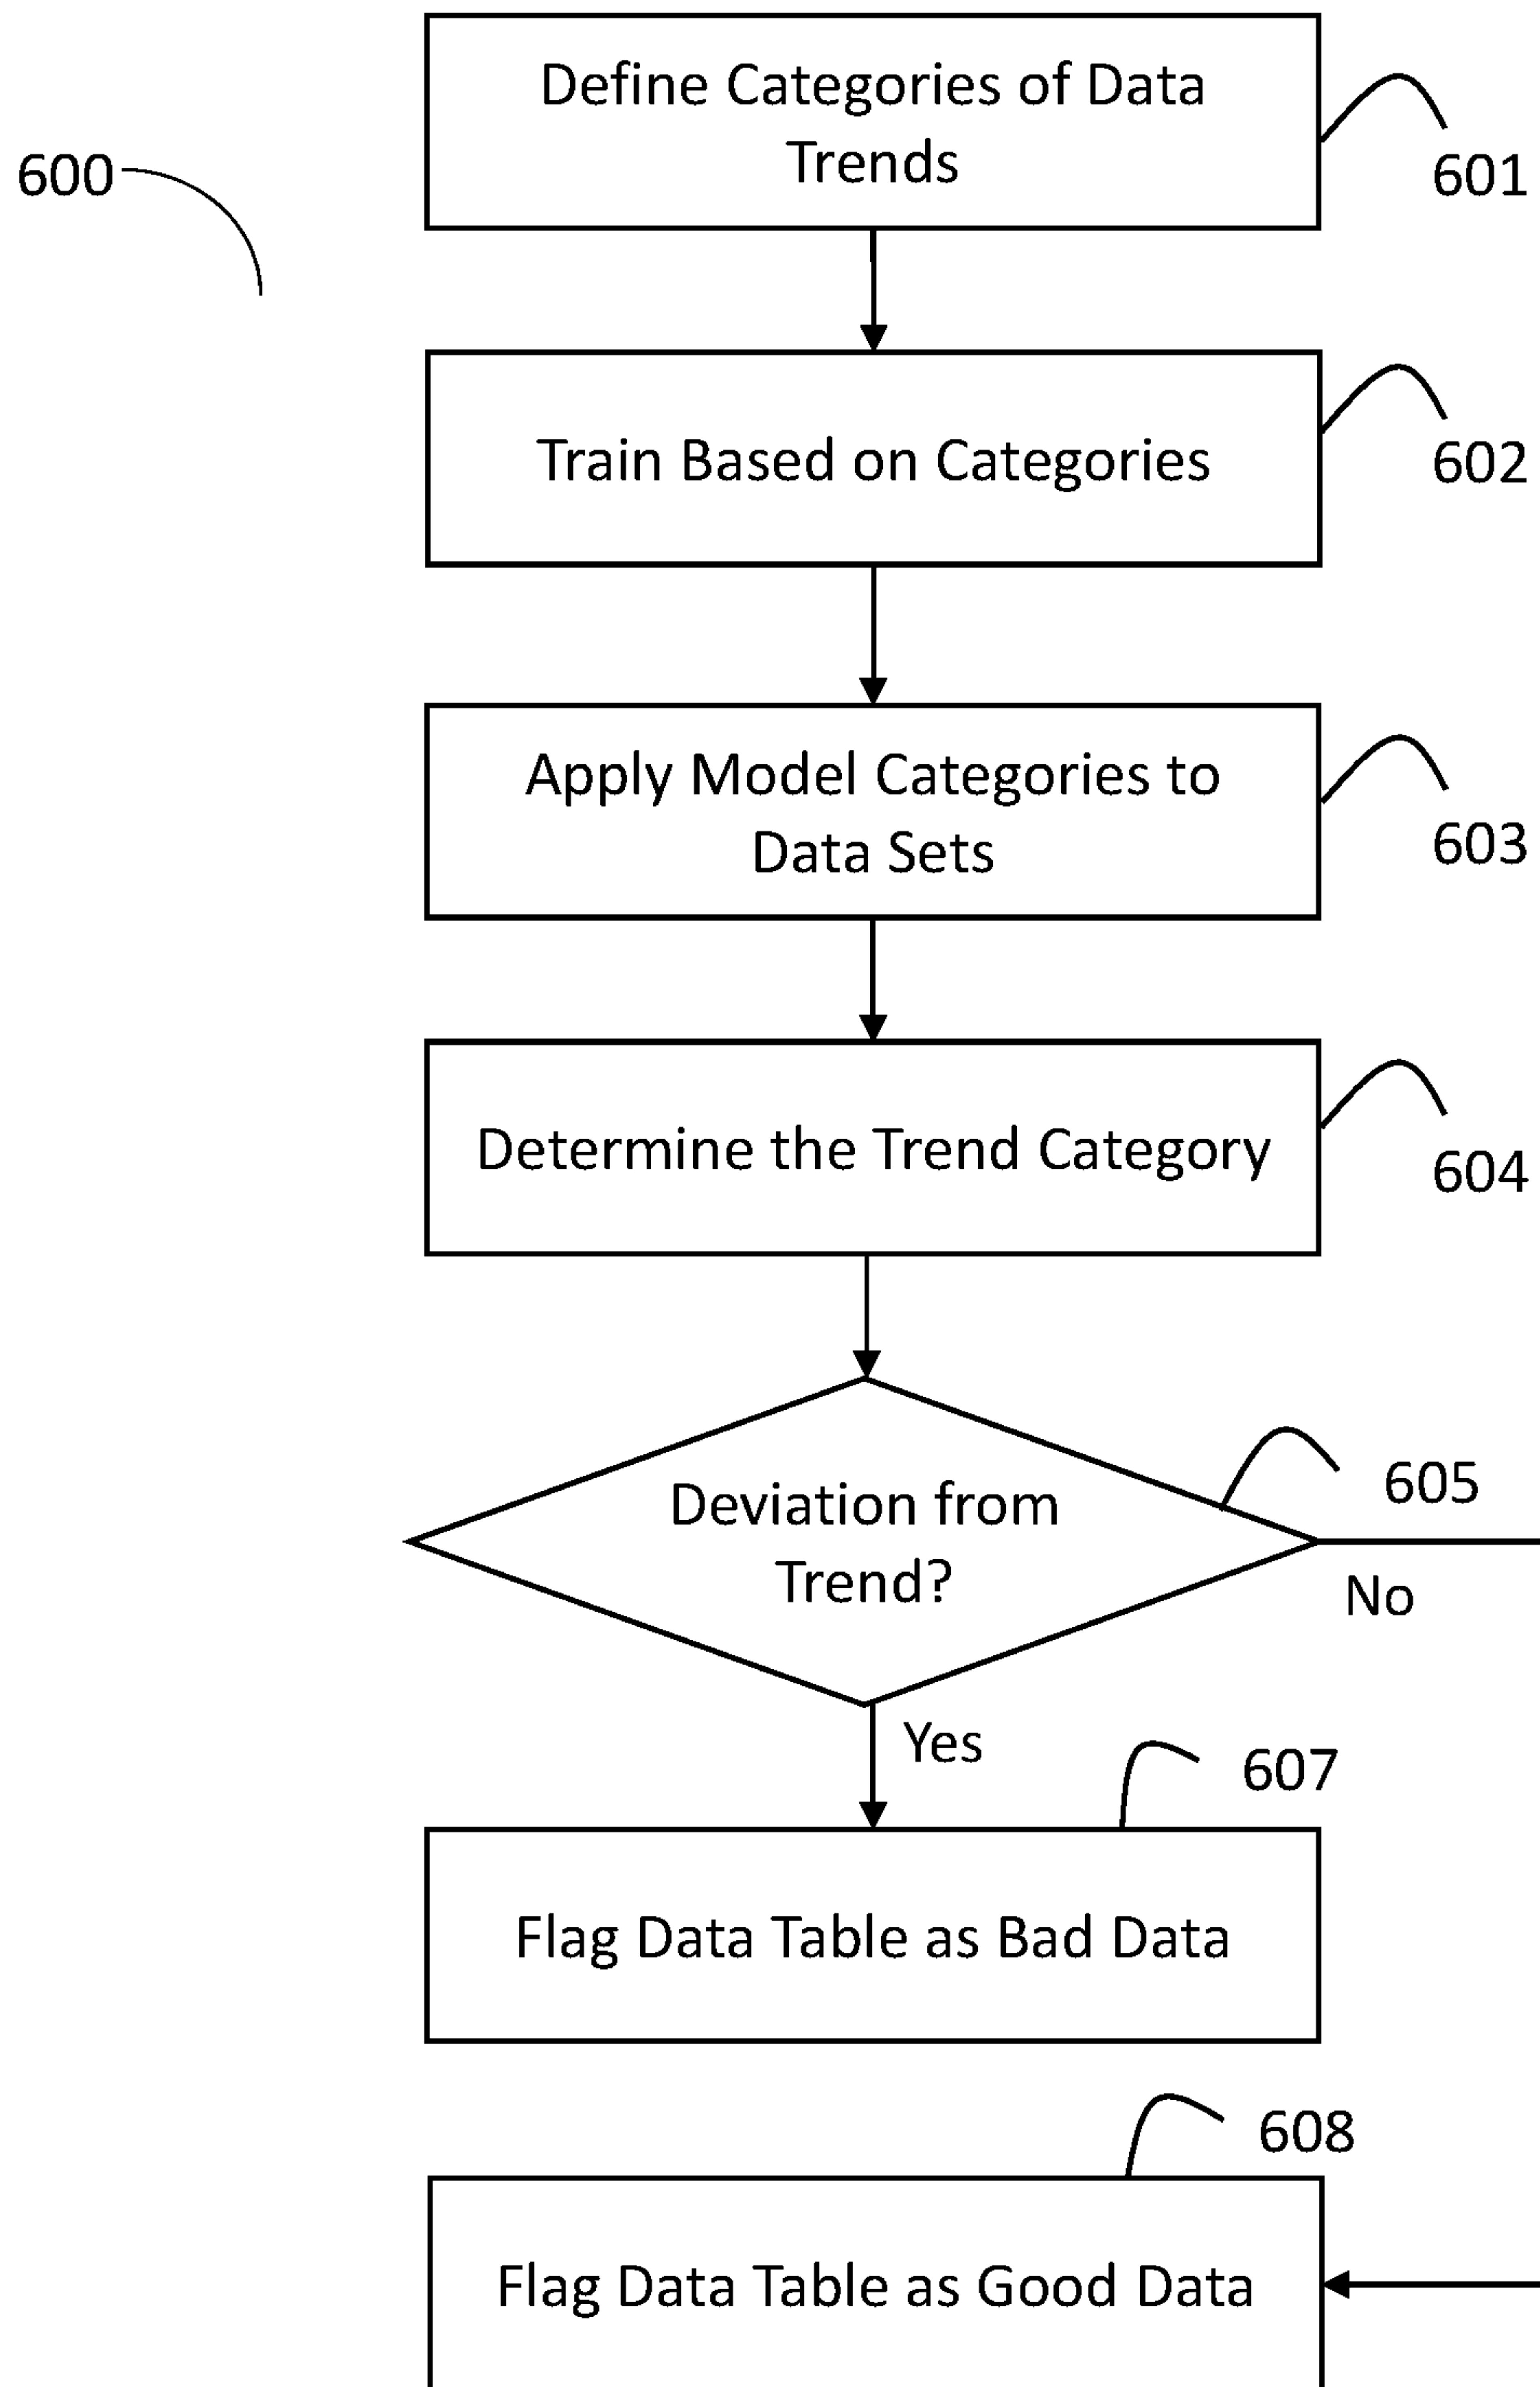 Define Categories of Data
Trends
600
601
Train Based on Categories
602
Apply Model Categories to
Data Sets
603
Determine the Trend Category
604
Deviation from
Trend?
605
No
Yes
607
Flag Data Table as Bad Data
608
Flag Data Table as Good Data